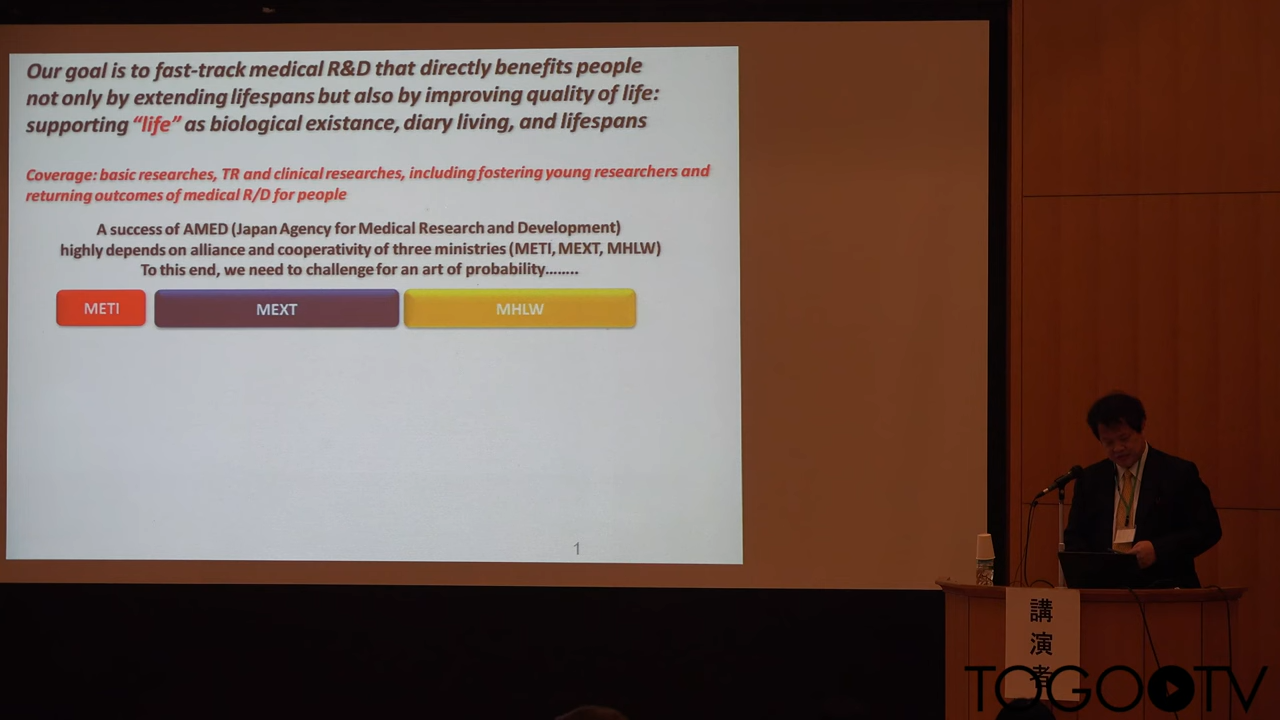 Our goal is to fast-track medical R&D that directly benefits people
not only by extending lifespans but also by improving quality of life:
supporting “life” as biological existance, diary living, and lifespans
Coverage: basic researches, TR and clinical researches, including fostering young researchers and
returning outcomes of medical R/D for people
A success of AMED (Japan Agency for Medical Research and Development)
highly depends on alliance and cooperativity of three ministries (METI, MEXT, MHLW)
To this end, we need to challenge for an art of probability........
METI
MEXT
MHLW
1
講演者
TOGOTV